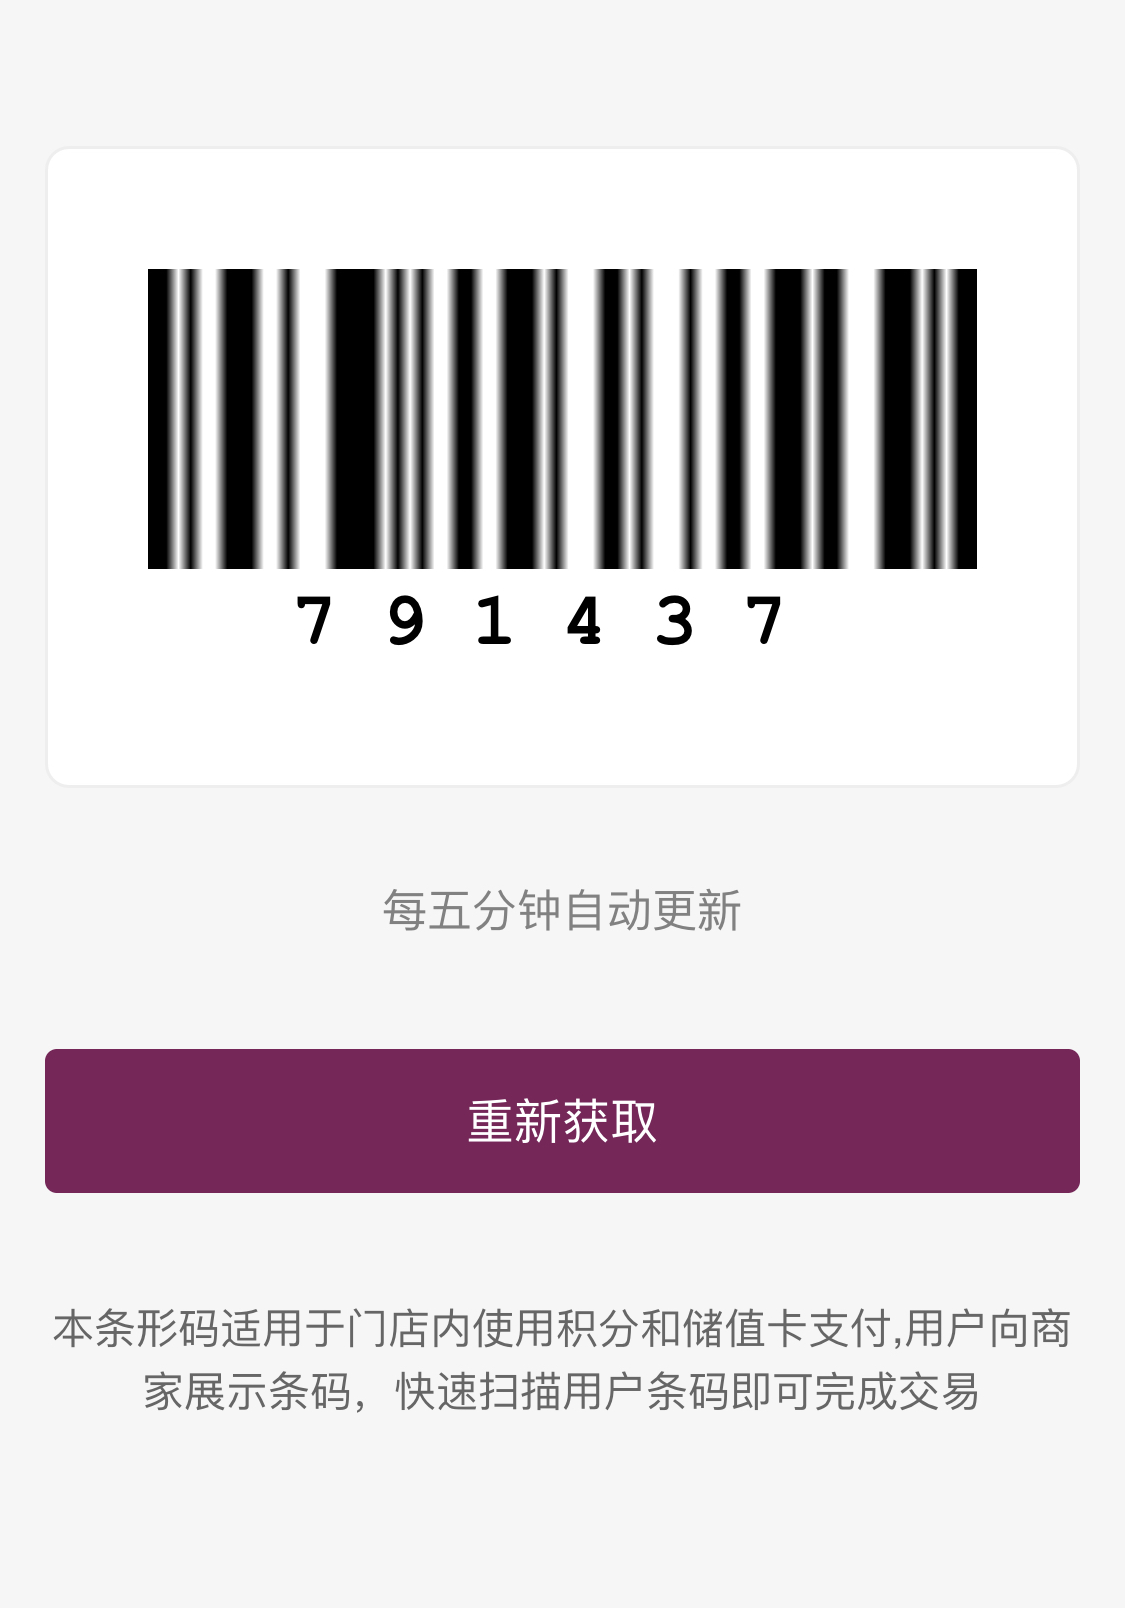 7 9 1 4 3 7
每五分钟自动更新
重新获取
本条形码适用于门店内使用积分和储值卡支付,用户向商
家展示条码，快速扫描用户条码即可完成交易